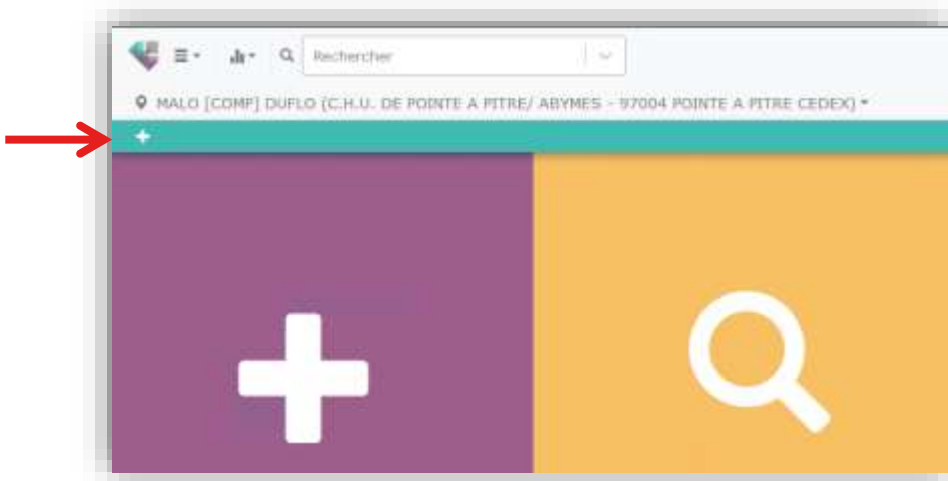 Rechercher
MALO [COMP] DUFLO (C.H.U. DE POINTE A PITRE/ ABYMES - 97004 POINTE A PITRE CEDEX)